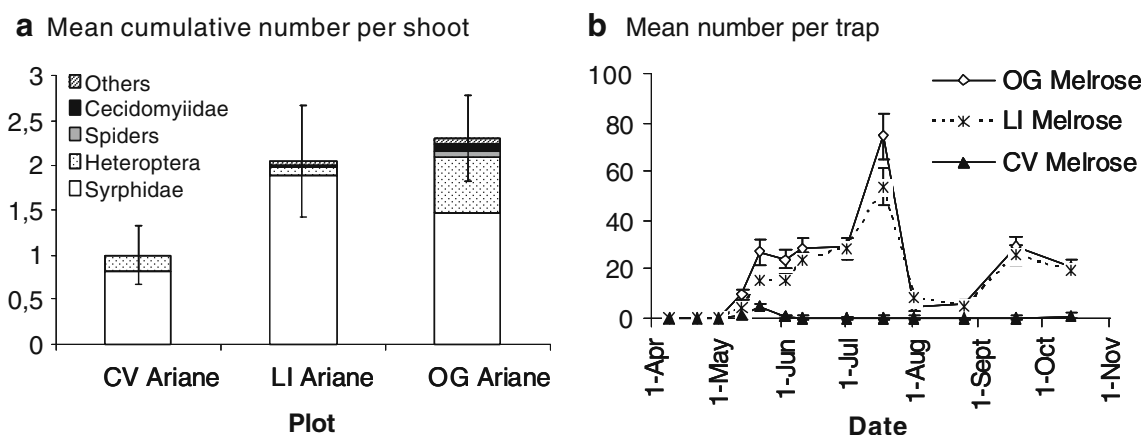 a Mean cumulative number per shoot
3
2,5
2
1,5
1
0,5
0
Others
Cecidomyiidae
Spiders
Heteroptera
Syrphidae
CV Ariane
LI Ariane
OG Ariane
Plot
b Mean number per trap
100
80
60
40
20
0
OG Melrose
LI Melrose
CV Melrose
1-Apr
1-May
1-Jun
1-Jul
1-Aug
1-Sept
1-Oct
1-Nov
Date